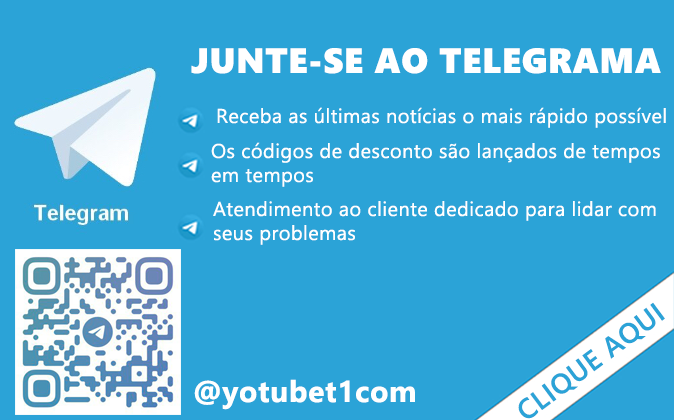 JUNTE-SE AO TELEGRAMA
Receba as últimas notícias o mais rápido possível
Os códigos de desconto são lançados de tempos
em tempos
Atendimento ao cliente dedicado para lidar com
seus problemas
Telegram
@yotubet1com
CLIQUE AQUI